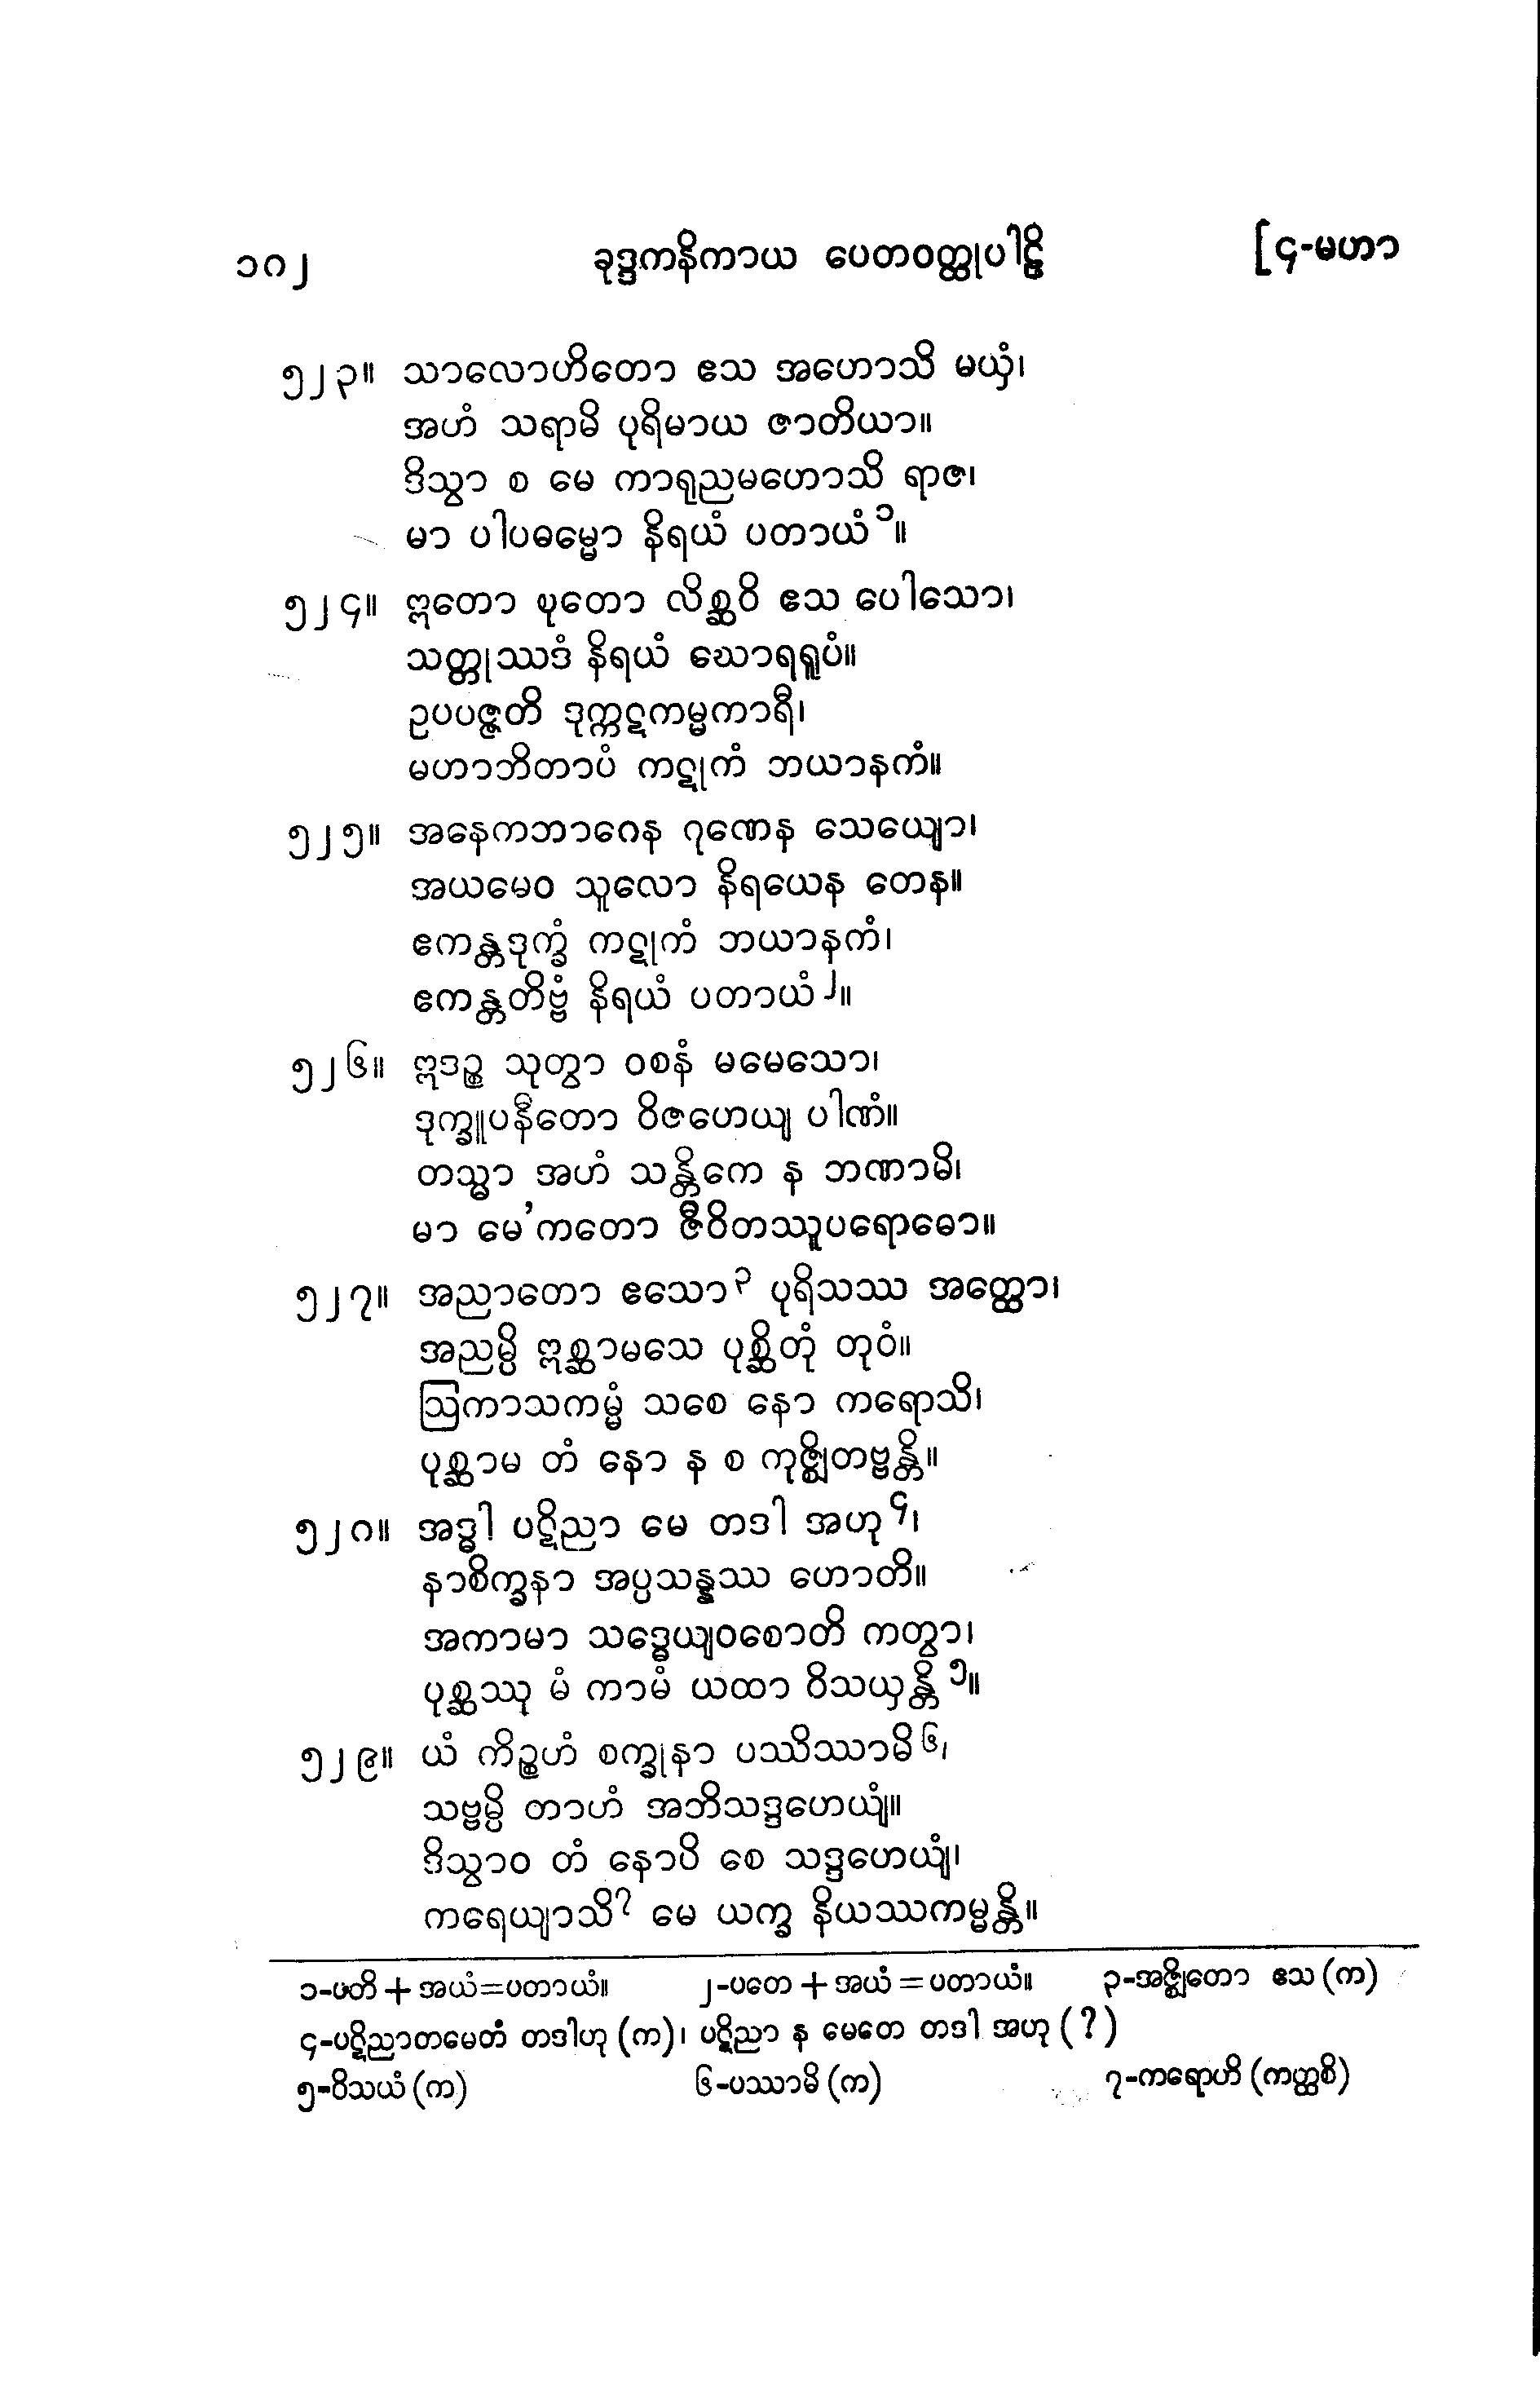 ၁၈၂ ခုဒ္ဒကနိကာယ ပေတဝတ္ထုပါဠိ [၄-မဟာ
၅၂၃။ သာလောဟိတော ဧသ အဟောသိ မယှံ၊
အဟံ သရာမိ ပုရိမာယ ဇာတိယာ။
ဒိသွာ စ မေ ကာရုညမဟောသိ ရာဇ၊
မာ ပါပဓမ္မော နိရယံ ပတာယံ၁။
၅၂၄။ ဣတော စုတော လိစ္ဆဝိ ဧသ ပေါသော၊
သတ္တုဿဒံ နိရယံ ဃောရရူပံ။
ဥပပဇ္ဇတိ ဒုက္ကဋကမ္မကာရီ၊
မဟာဘိတာပံ ကဋုကံ ဘယာနကံ။
၅၂၅။ အနေကဘာဂေန ဂုဏေန သေယျော၊
အယမေဝ သူလော နိရယေန တေန။
ဧကန္တဒုက္ခံ ကဋုကံ ဘယာနကံ၊
ဧကန္တတိဗ္ဗံ နိရယံ ပတာယံ၂။
၅၂၆။ ဣဒဉ္စ သုတွာ ဝစနံ မမေသော၊
ဒုက္ခူပနီတော ဝိဇဟေယျ ပါဏံ။
တသ္မာ အဟံ သန္တိကေ န ဘဏာမိ၊
မာ မေ’ကတော ဇီဝိတဿူပရောဓော။
၅၂၇။ အညာတော ဧသော၃ ပုရိသဿ အတ္ထော၊
အညမ္ပိ ဣစ္ဆာမသေ ပုစ္ဆိတုံ တုဝံ။
ဩကာသကမ္မံ သစေ နော ကရောသိ၊
ပုစ္ဆာမ တံ နော န စ ကုဇ္ဈိတဗ္ဗန္တိ။
၅၂၈။ အဒ္ဓါ ပဋိညာ မေ တဒါ အဟု၄၊
နာစိက္ခနာ အပ္ပသန္နဿ ဟောတိ။
အကာမာ သဒ္ဓေယျဝစောတိ ကတွာ၊
ပုစ္ဆဿု မံ ကာမံ ယထာ ဝိသယှန္တိ၅။
၅၂၉။ ယံ ကိဉ္စဟံ စက္ခုနာ ပဿိဿာမိ၆၊
သဗ္ဗမ္ပိ တာဟံ အဘိသဒ္ဒဟေယျံ။
ဒိသွာဝ တံ နောပိ စေ သဒ္ဒဟေယျံ၊
ကရေယျာသိ၇ မေ ယက္ခ နိယဿကမ္မန္တိ။
၁-ပတိ + အယံ=ပတာယံ။ ၂-ပတေ + အယံ = ပတာယံ။ ၃-အဇ္ဈိတော ဧသ (က)
၄-ပဋိညာတမေတံ တဒါဟု (က)၊ ပဋိညာ န မေတေ တဒါ အဟု (?)
၅-ဝိသယံ (က) ၆-ပဿာမိ (က) ၇-ကရောဟိ (ကတ္ထစိ)